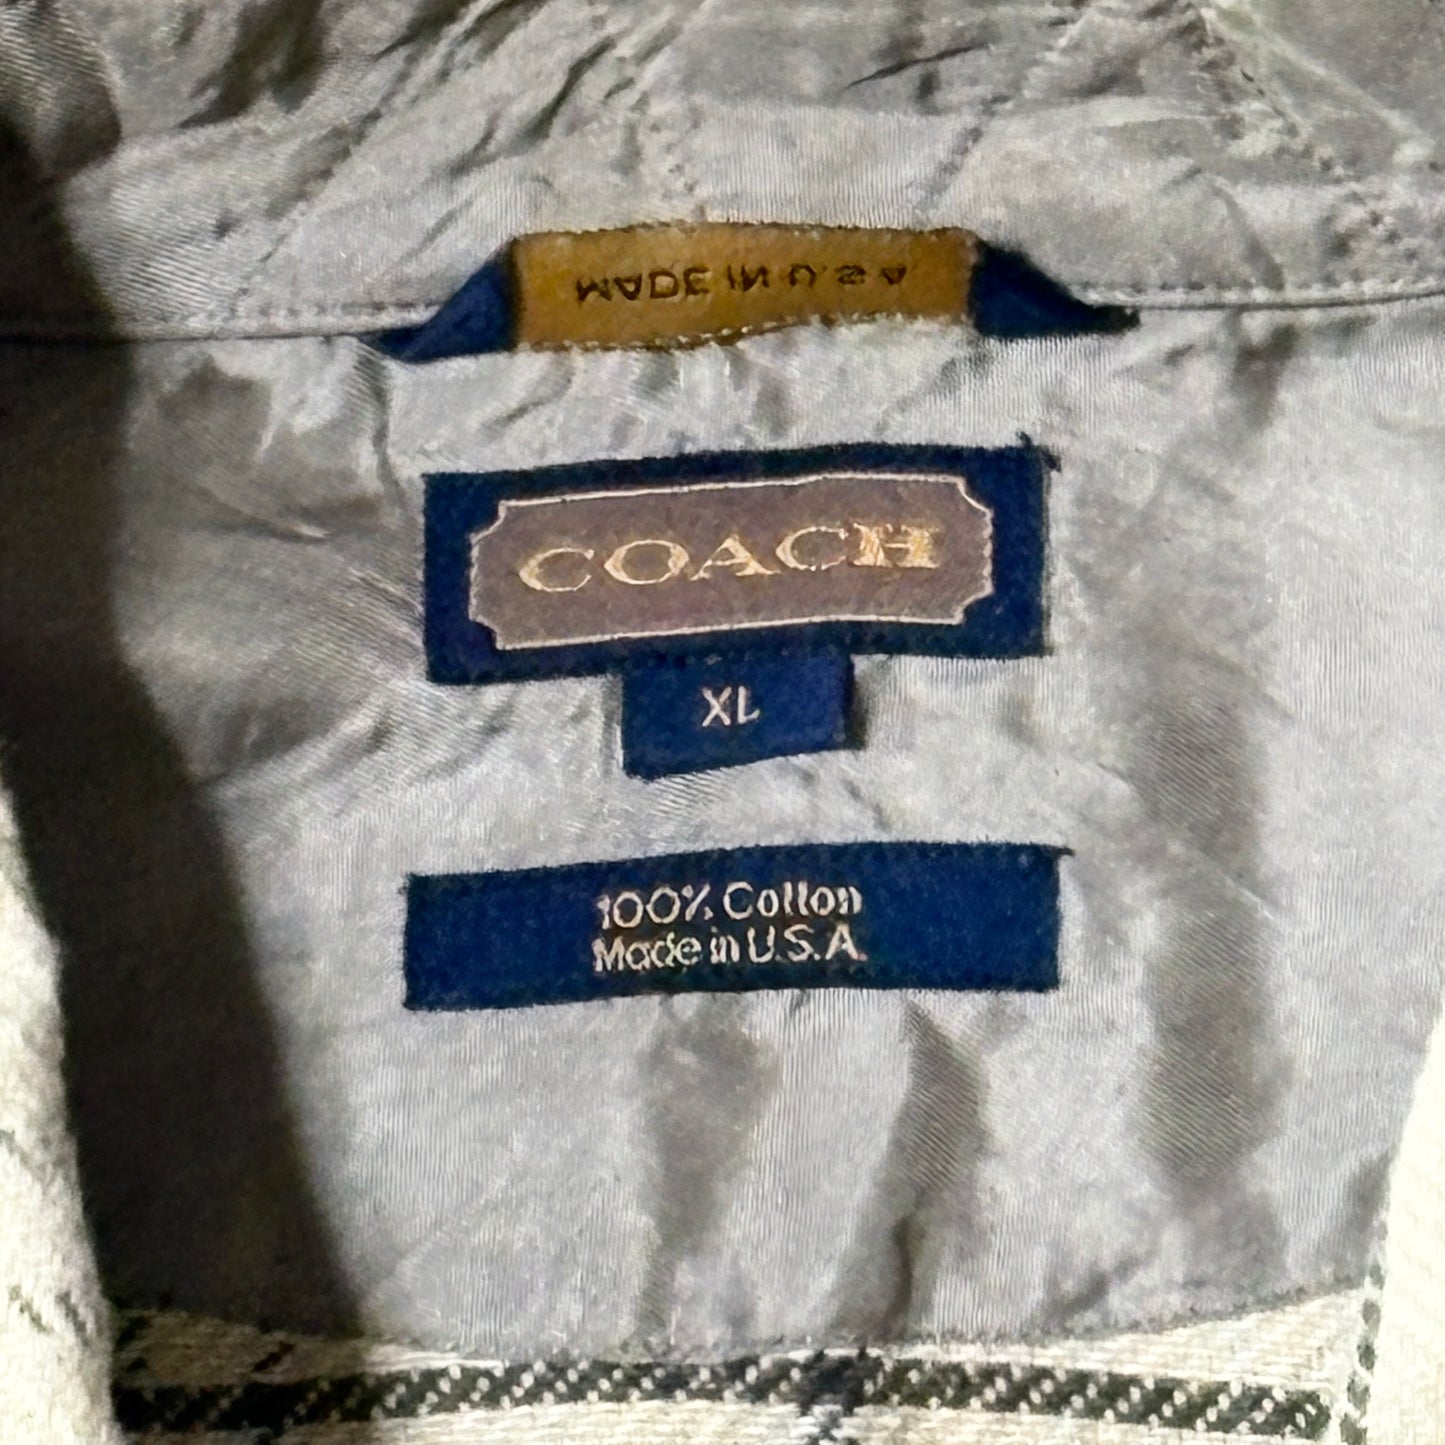 MADE IN U.S.A
COACH
XL
100% Cotton
Made in U.S.A.